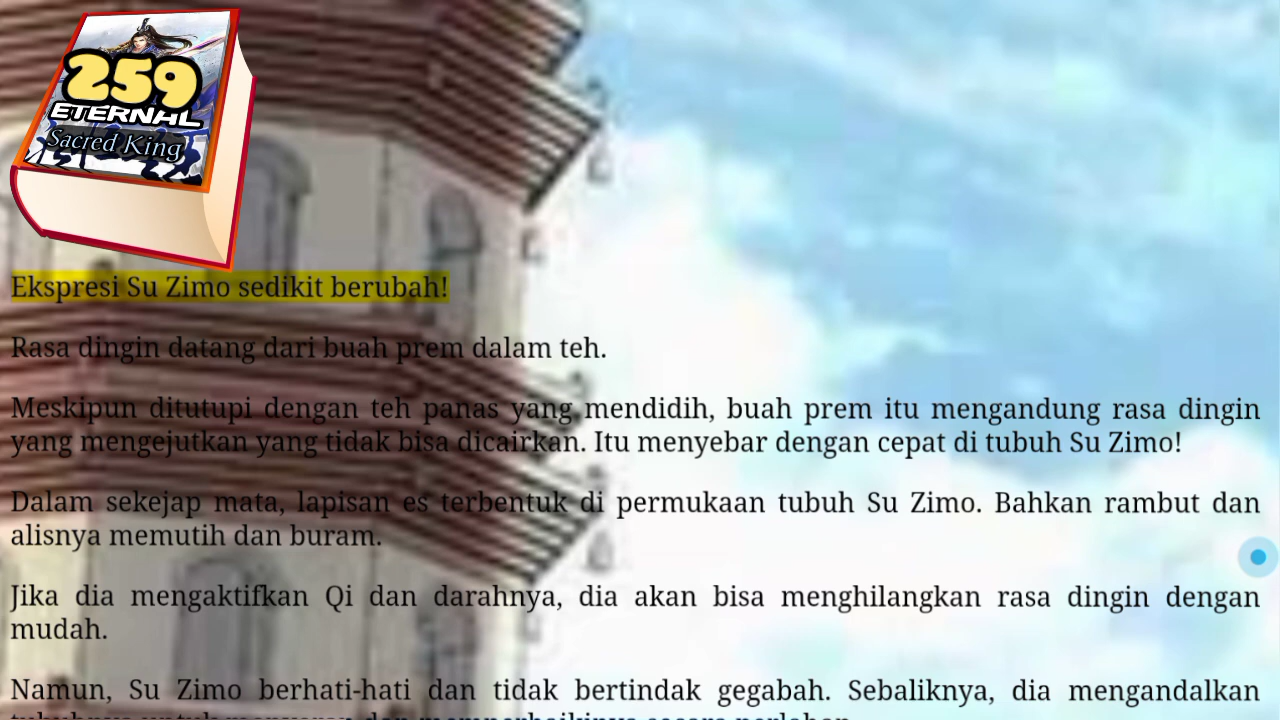 259
ETERNAL
Sacred King
Ekspresi Su Zimo sedikit berubah!
Rasa dingin datang dari buah prem dalam teh.
Meskipun ditutupi dengan teh panas yang mendidih, buah prem itu mengandung rasa dingin
yang mengejutkan yang tidak bisa dicairkan. Itu menyebar dengan cepat di tubuh Su Zimo!
Dalam sekejap mata, lapisan es terbentuk di permukaan tubuh Su Zimo. Bahkan rambut dan
alisnya memutih dan buram.
Jika dia mengaktifkan Qi dan darahnya, dia akan bisa menghilangkan rasa dingin dengan
mudah.
Namun, Su Zimo berhati-hati dan tidak bertindak gegabah. Sebaliknya, dia mengandalkan